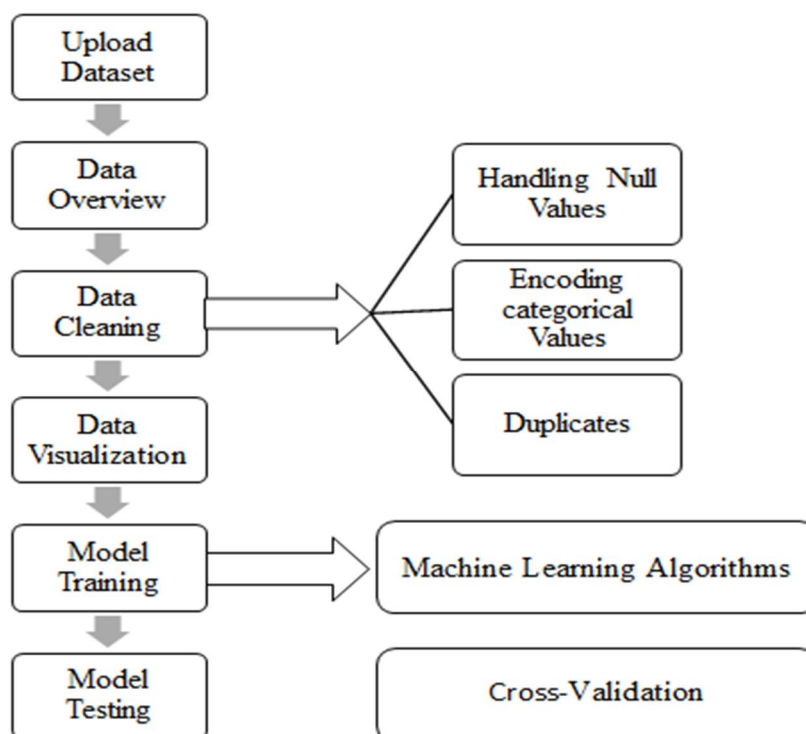 Upload
Dataset
Data
Overview
Data
Cleaning
Data
Visualization
Model
Training
Model
Testing
Handling Null
Values
Encoding
categorical
Values
Duplicates
Machine Learning Algorithms
Cross-Validation